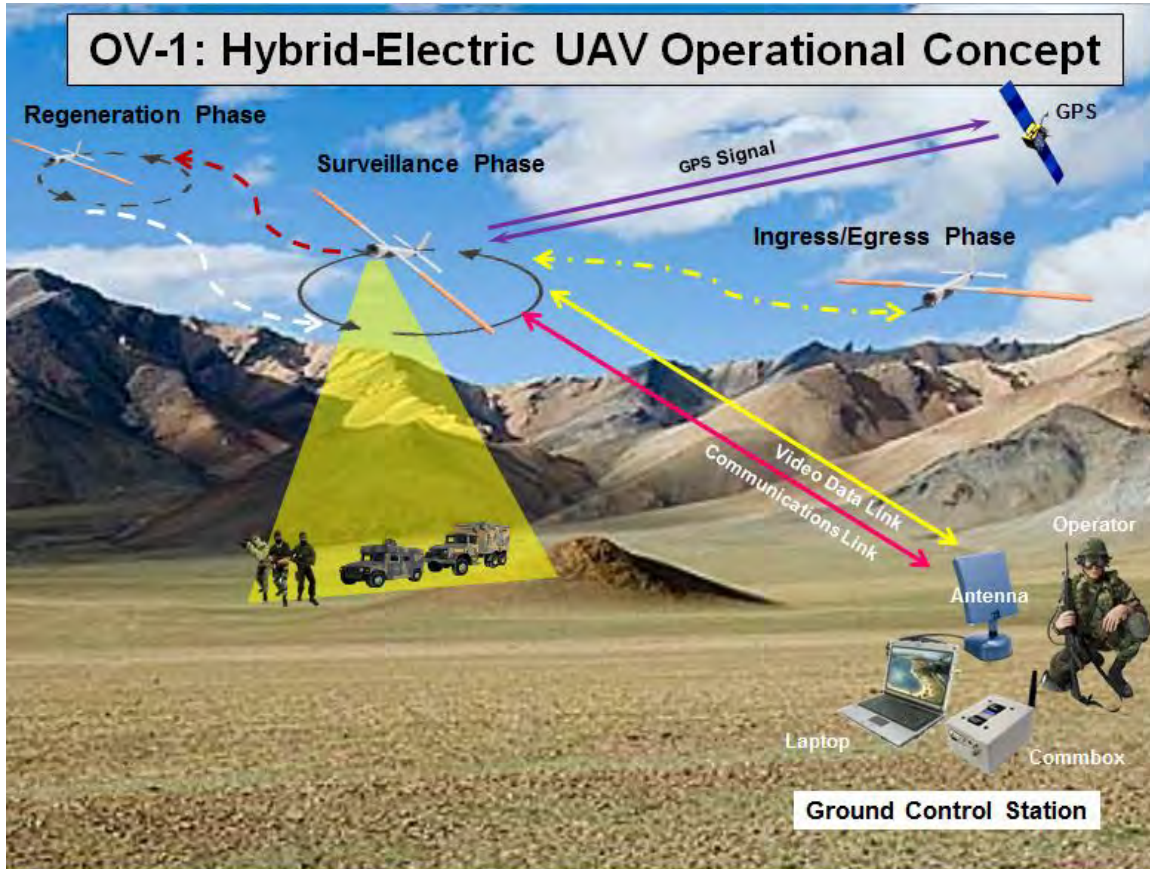 OV-1: Hybrid-Electric UAV Operational Concept
Regeneration Phase
GPS
Surveillance Phase
GPS Signal
Ingress/Egress Phase
Video Data Link
Communications Link
Operator
Antenna
Laptop
Commbox
Ground Control Station